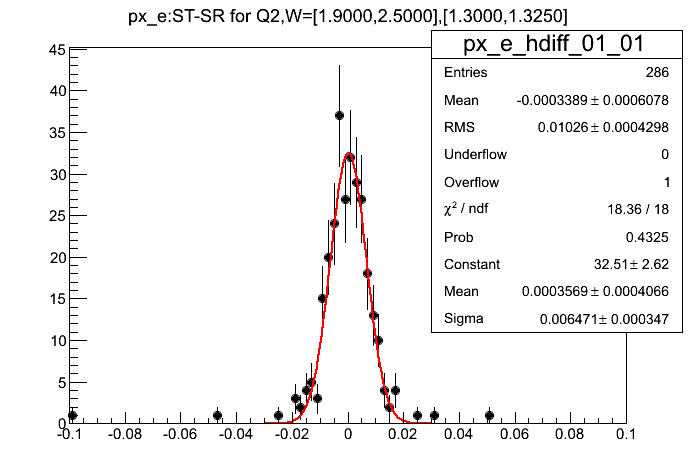 px_e:ST-SR for Q2,W=[1.9000,2.5000],[1.3000,1.3250]
px_e_hdiff_01_01
Entries 286
Mean -0.0003389 ± 0.0006078
RMS 0.01026 ± 0.0004298
Underflow 0
Overflow 1
χ² / ndf 18.36 / 18
Prob 0.4325
Constant 32.51 ± 2.62
Mean 0.0003569 ± 0.0004066
Sigma 0.006471 ± 0.000347
45
40
35
30
25
20
15
10
5
0
-0.1 -0.08 -0.06 -0.04 -0.02 0 0.02 0.04 0.06 0.08 0.1